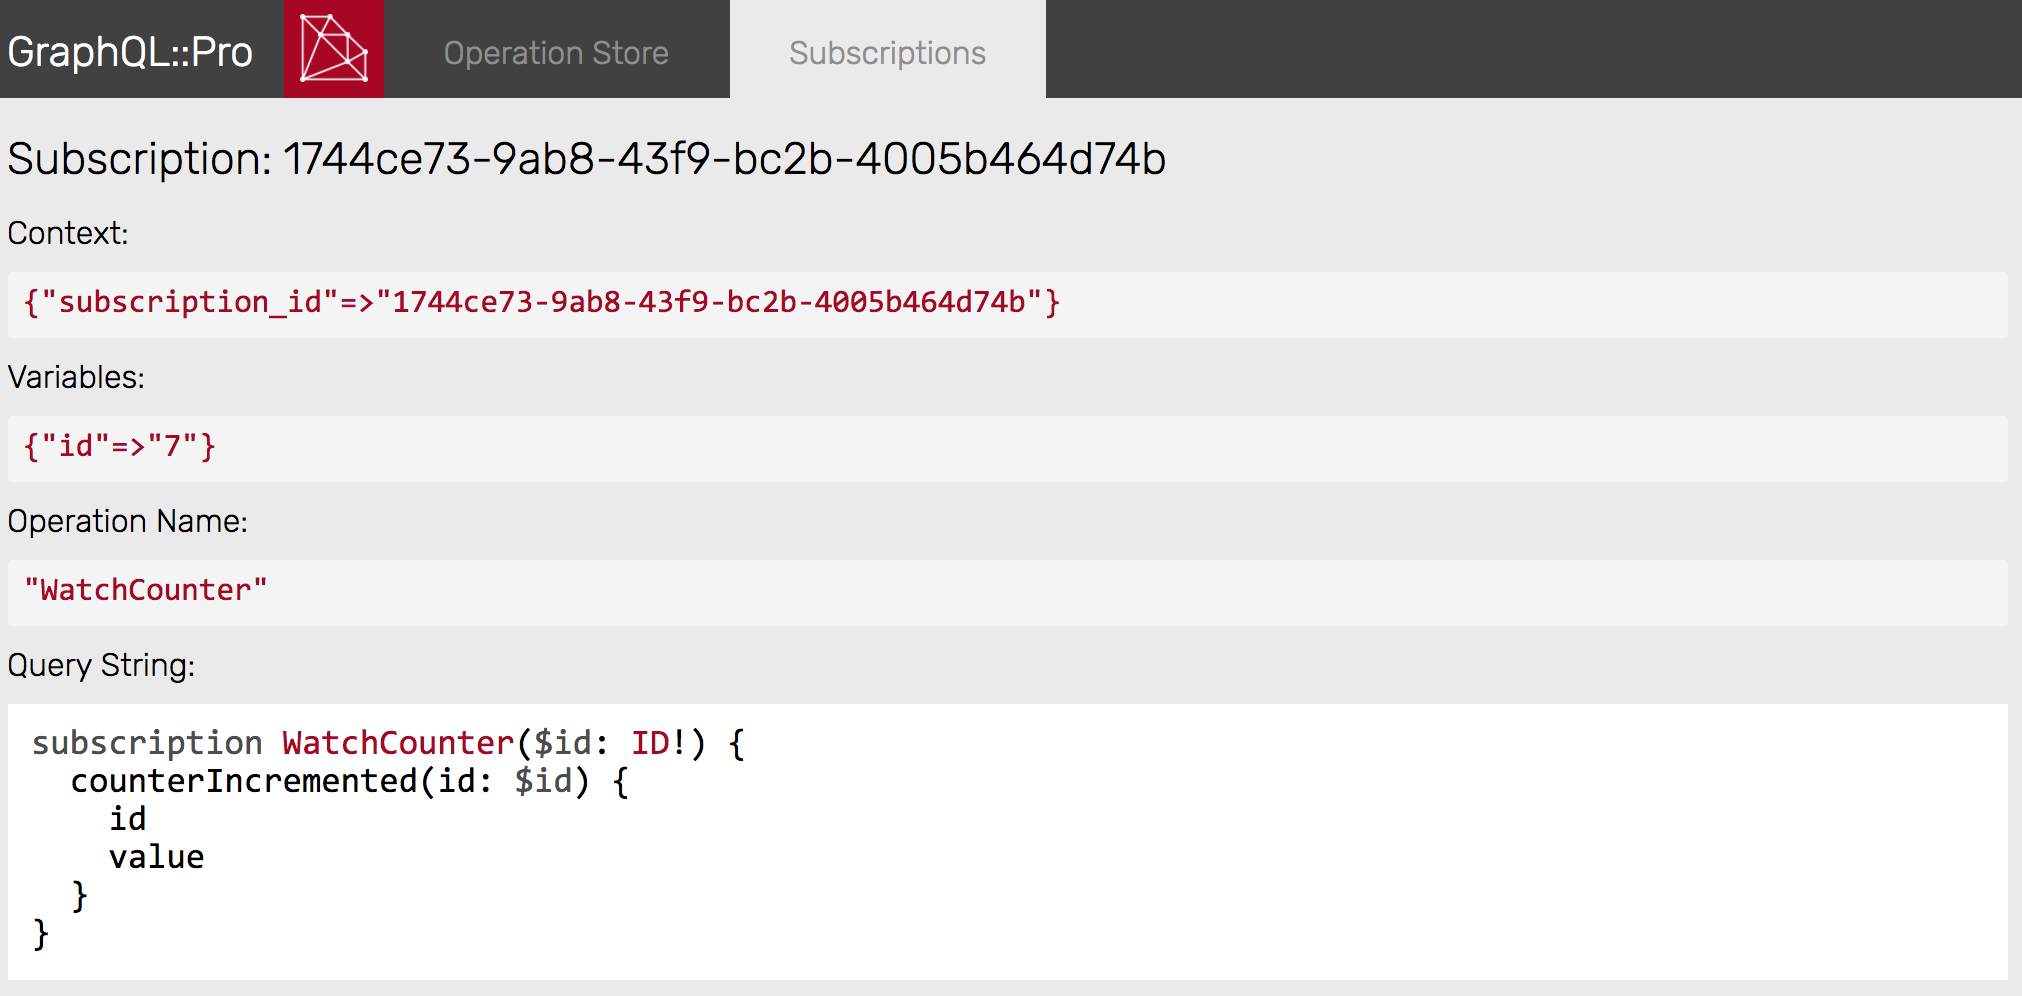 GraphQL::Pro Operation Store Subscriptions
Subscription: 1744ce73-9ab8-43f9-bc2b-4005b464d74b
Context:
{"subscription_id"=>"1744ce73-9ab8-43f9-bc2b-4005b464d74b"}
Variables:
{"id"=>"7"}
Operation Name:
"WatchCounter"
Query String:
subscription WatchCounter($id: ID!) {
  counterIncremented(id: $id) {
    id
    value
  }
}